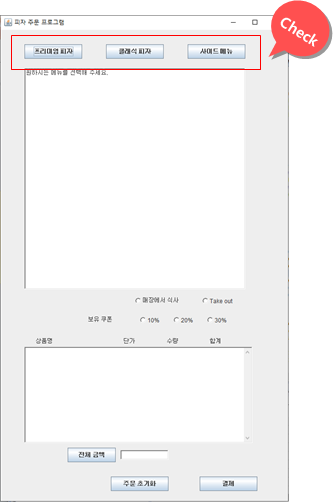 피자 주문 프로그램
Check
프리미엄 피자 클래식 피자 사이드메뉴
원하시는 메뉴를 선택해 주세요.
매장에서 식사 Take out
보유 쿠폰 10% 20% 30%
상품명 단가 수량 합계
전체 금액
주문 초기화 결제